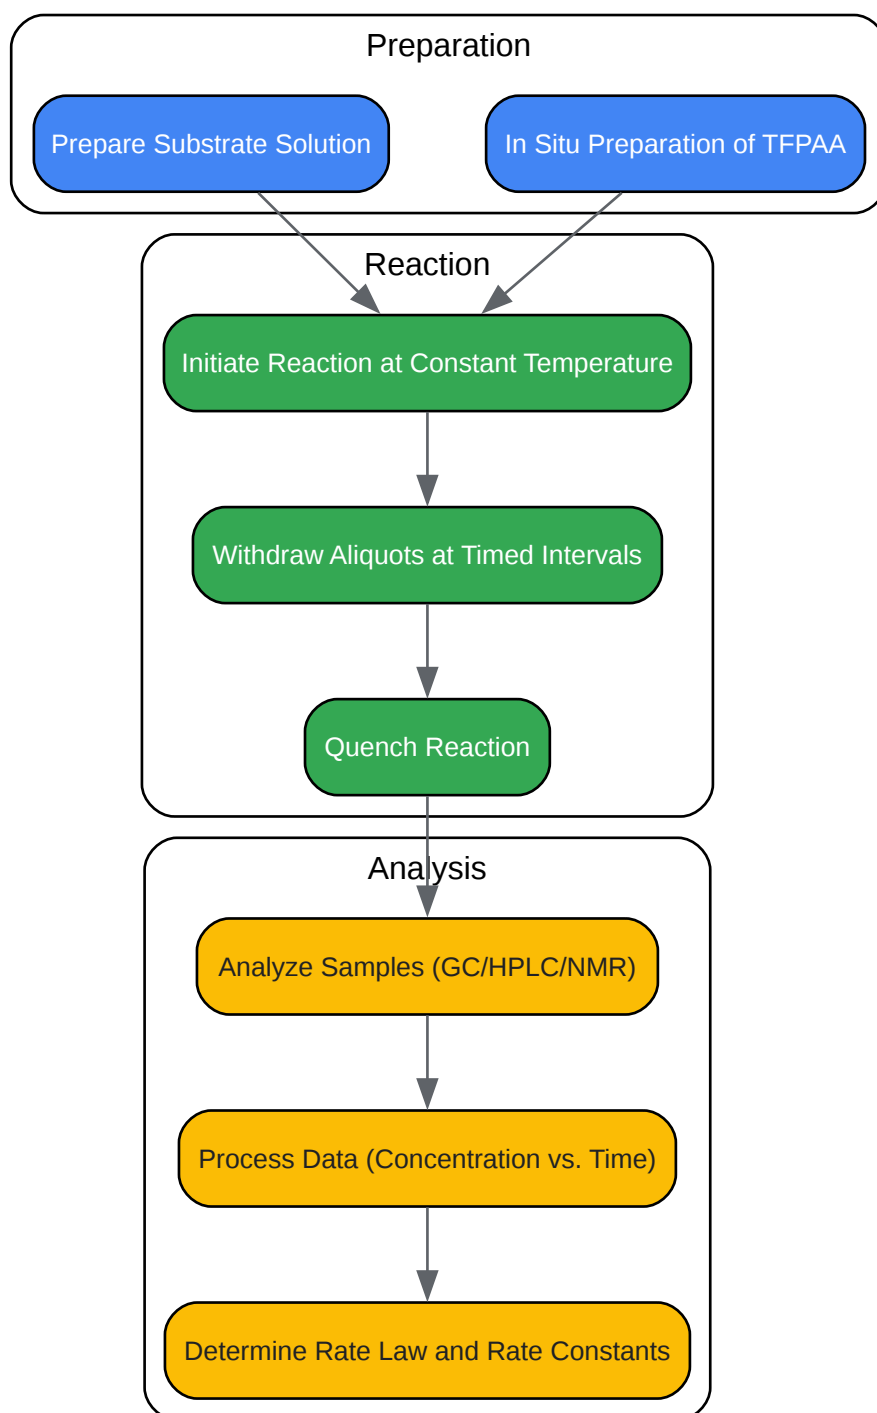 Preparation
Prepare Substrate Solution
In Situ Preparation of TFPAA
Reaction
Initiate Reaction at Constant Temperature
Withdraw Aliquots at Timed Intervals
Quench Reaction
Analysis
Analyze Samples (GC/HPLC/NMR)
Process Data (Concentration vs. Time)
Determine Rate Law and Rate Constants